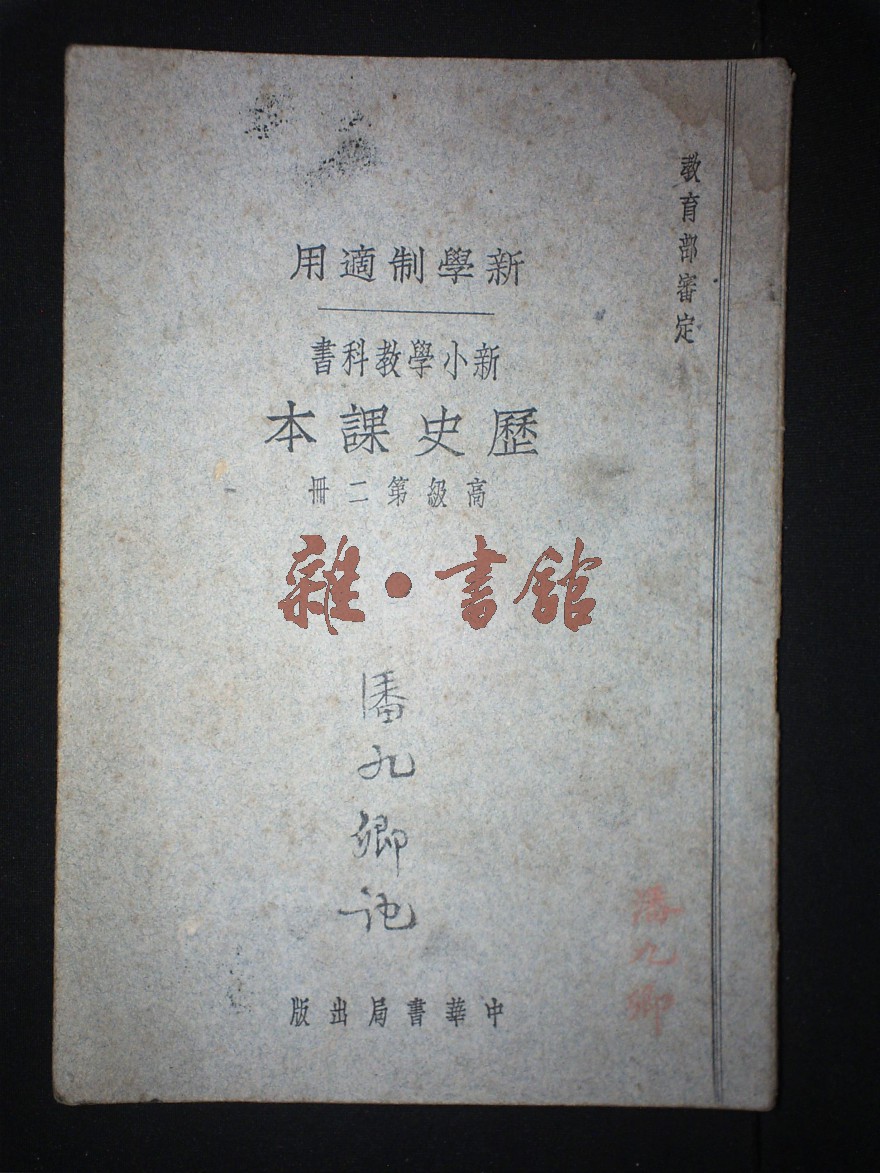 教育部審定
新學制適用
新小學教科書
歷史課本
高級第二冊
雜·書館
潘九卿記
潘九卿
中華書局出版